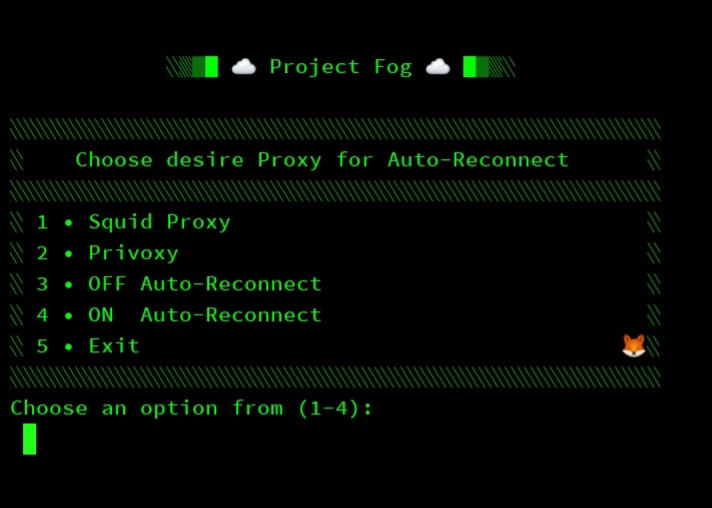 Project Fog
Choose desire Proxy for Auto-Reconnect
1 • Squid Proxy
2 • Privoxy
3 • OFF Auto-Reconnect
4 • ON  Auto-Reconnect
5 • Exit
Choose an option from (1-4):